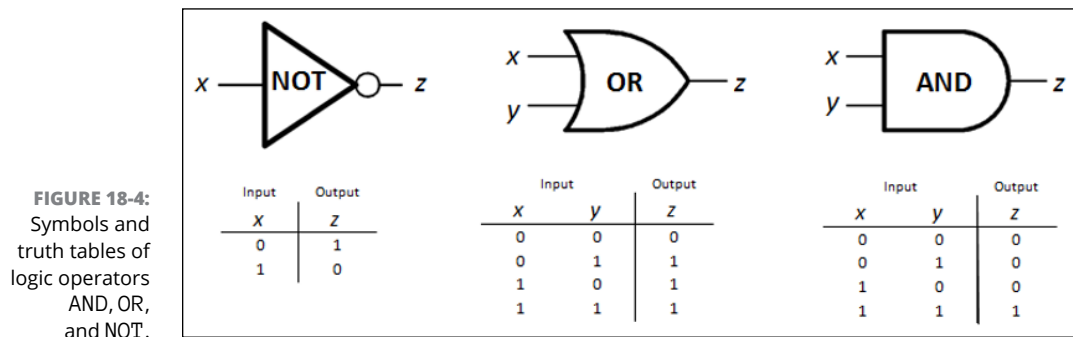 x NOT z
x
y
OR
z
x
y
AND
z
Input Output
x z
0 1
1 0
Input Output
x y z
0 0 0
0 1 1
1 0 1
1 1 1
Input Output
x y z
0 0 0
0 1 0
1 0 0
1 1 1
FIGURE 18-4:
Symbols and
truth tables of
logic operators
AND, OR,
and NOT.